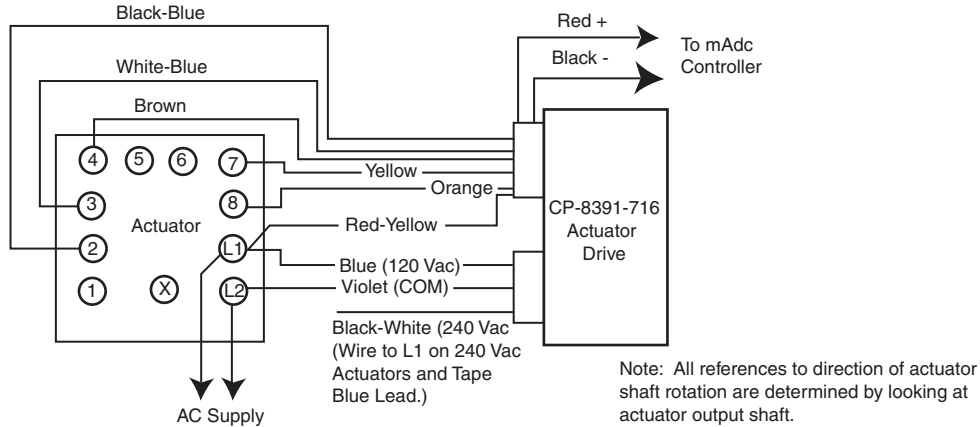 Black-Blue
Red +
To mAdc
Controller
Black -
White-Blue
Brown
4
5
6
7
Yellow
8
Orange
3
Actuator
CP-8391-716
Actuator
Drive
Red-Yellow
2
L1
Blue (120 Vac)
1
X
L2
Violet (COM)
Black-White (240 Vac
(Wire to L1 on 240 Vac
Actuators and Tape
Blue Lead.)
AC Supply
Note: All references to direction of actuator
shaft rotation are determined by looking at
actuator output shaft.